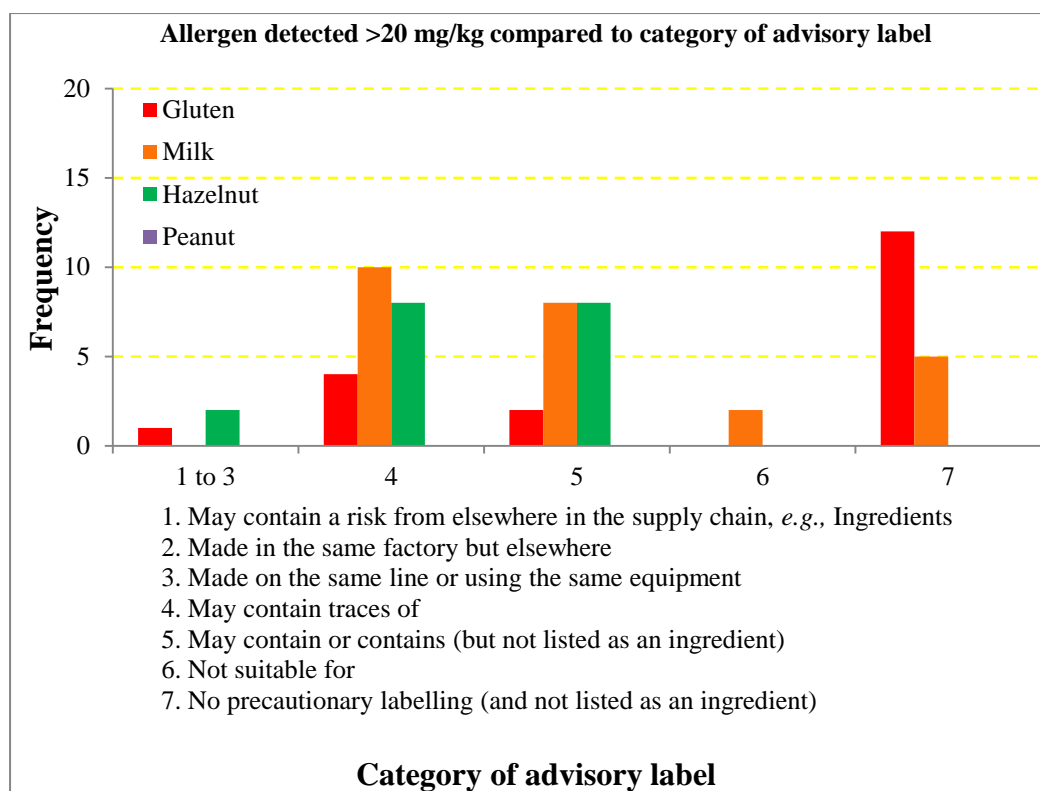 Allergen detected >20 mg/kg compared to category of advisory label
20
15
10
5
0
Frequency
Gluten
Milk
Hazelnut
Peanut
1 to 3
4
5
6
7
1. May contain a risk from elsewhere in the supply chain, e.g., Ingredients
2. Made in the same factory but elsewhere
3. Made on the same line or using the same equipment
4. May contain traces of
5. May contain or contains (but not listed as an ingredient)
6. Not suitable for
7. No precautionary labelling (and not listed as an ingredient)
Category of advisory label